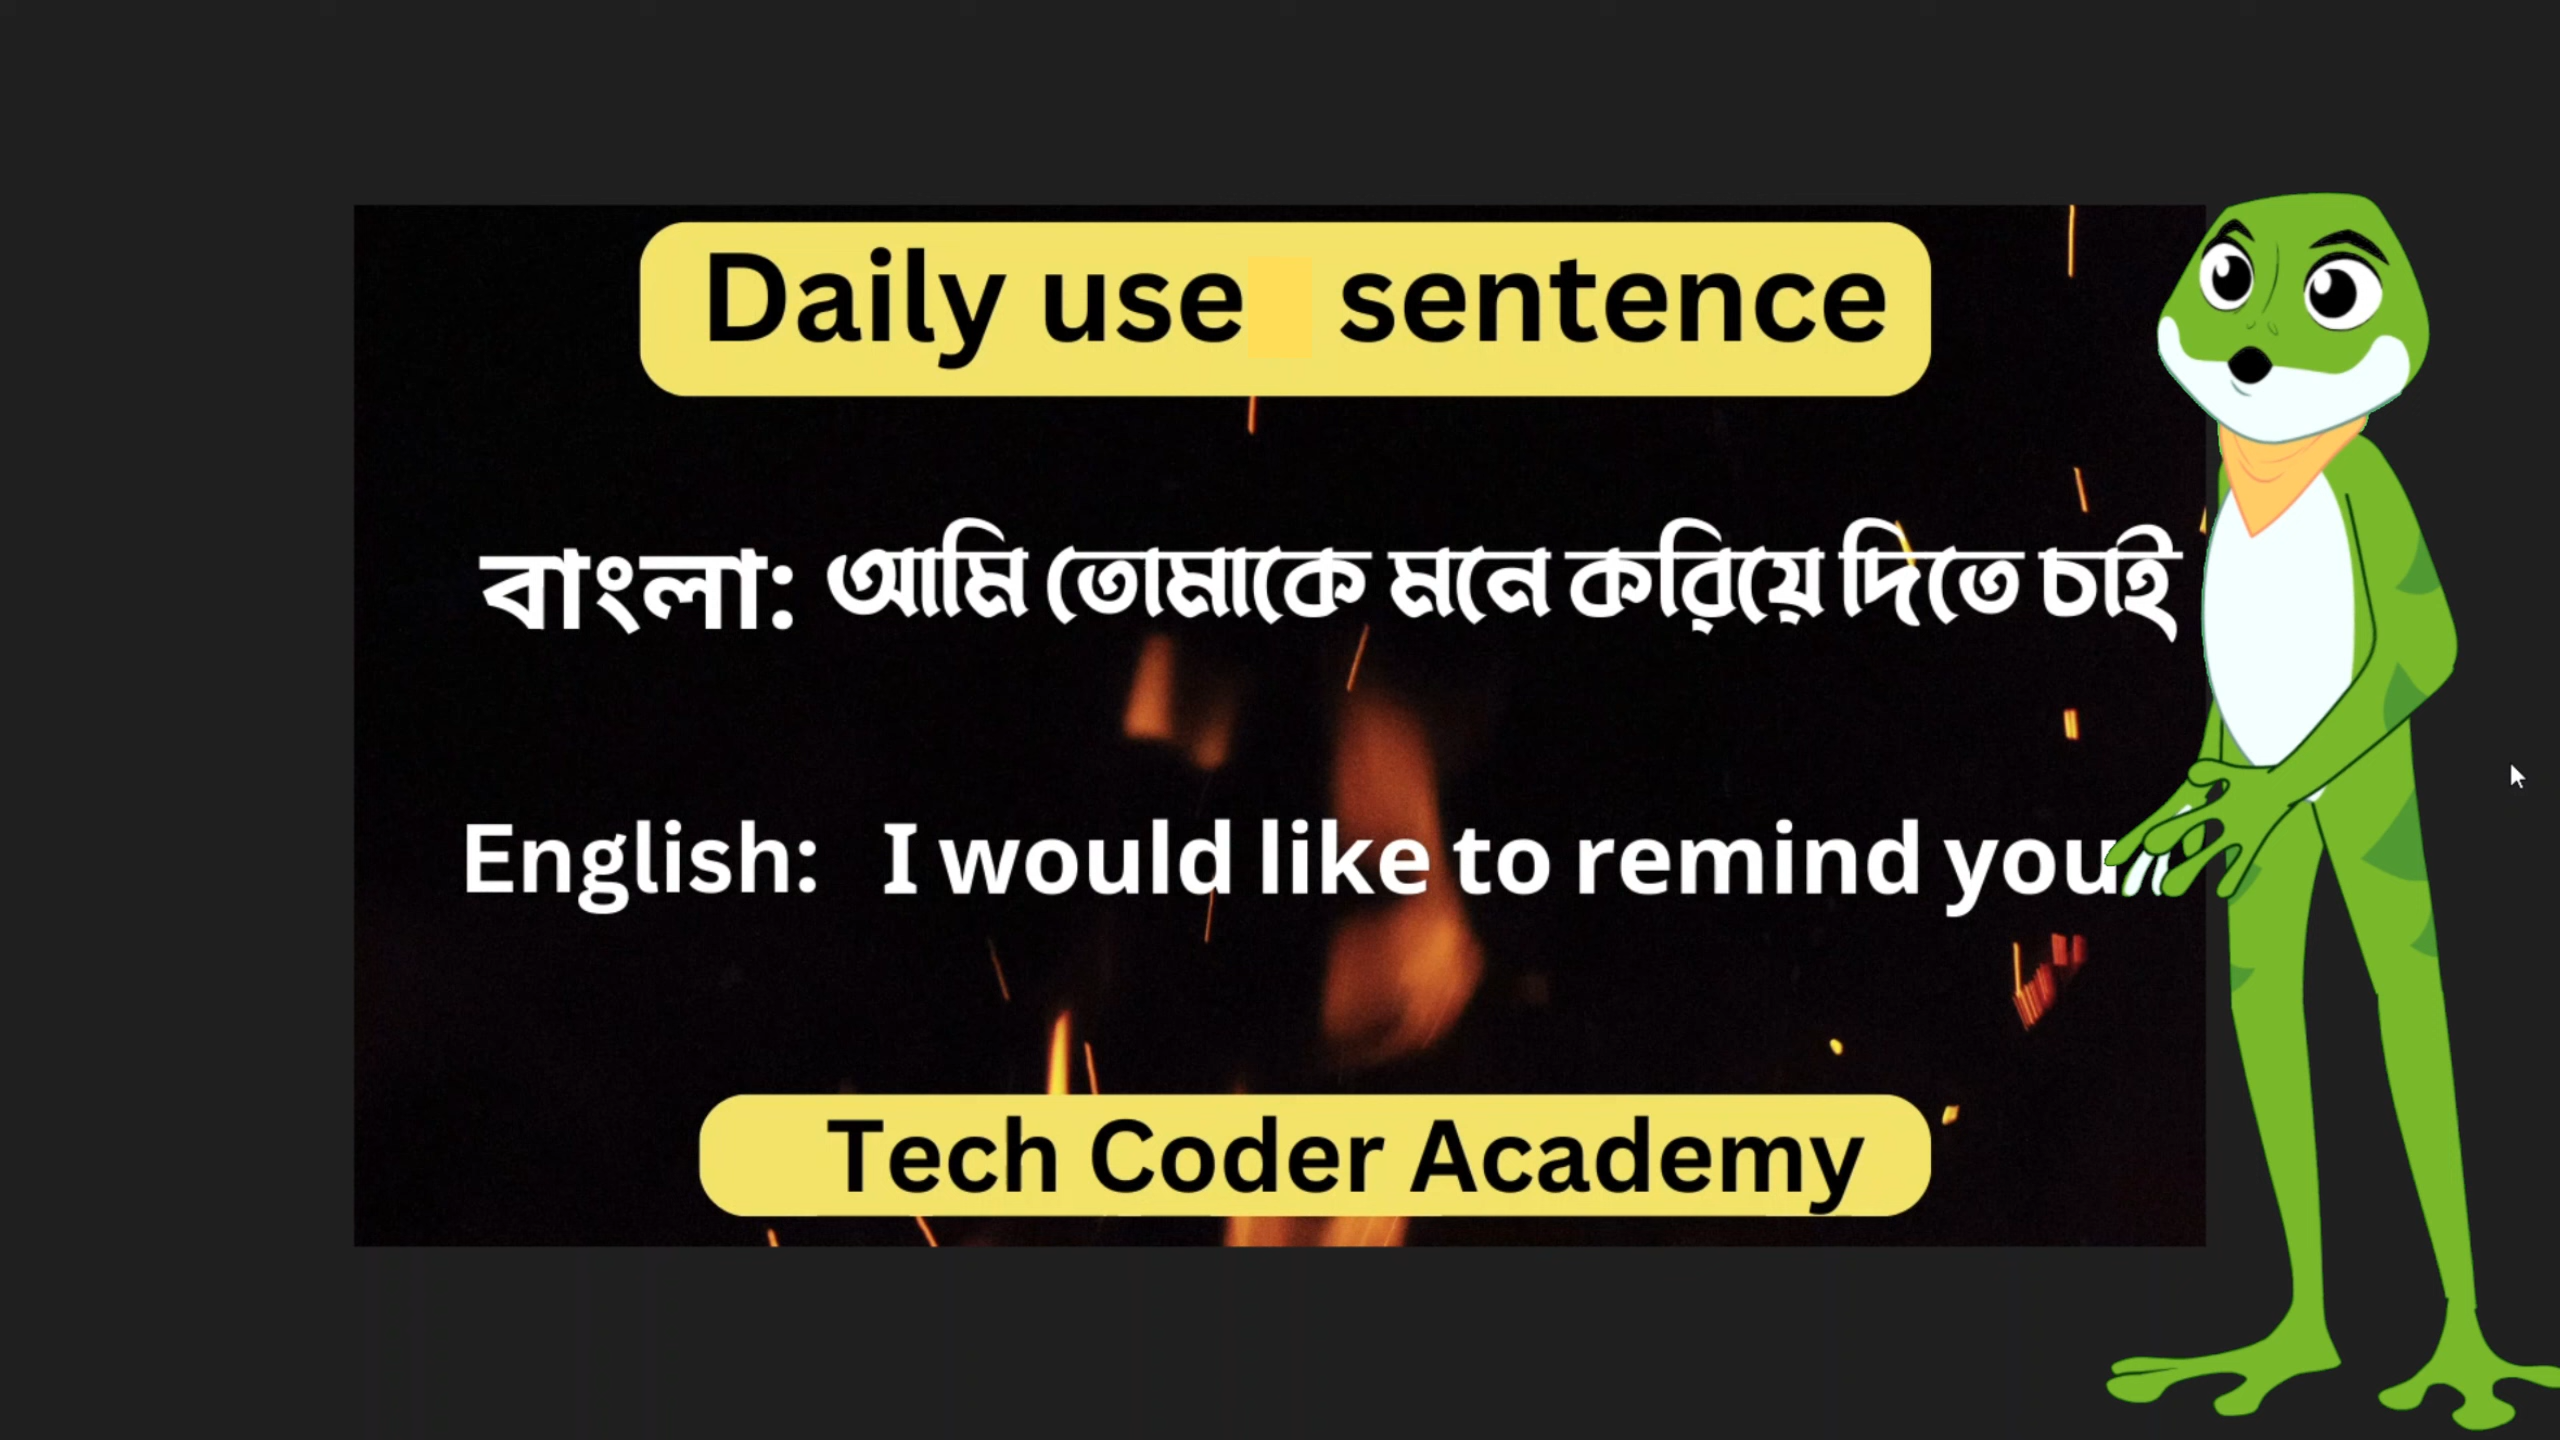 Daily use sentence
বাংলা: আমি তোমাকে মনে করিয়ে দিতে চাই
English: I would like to remind you
Tech Coder Academy